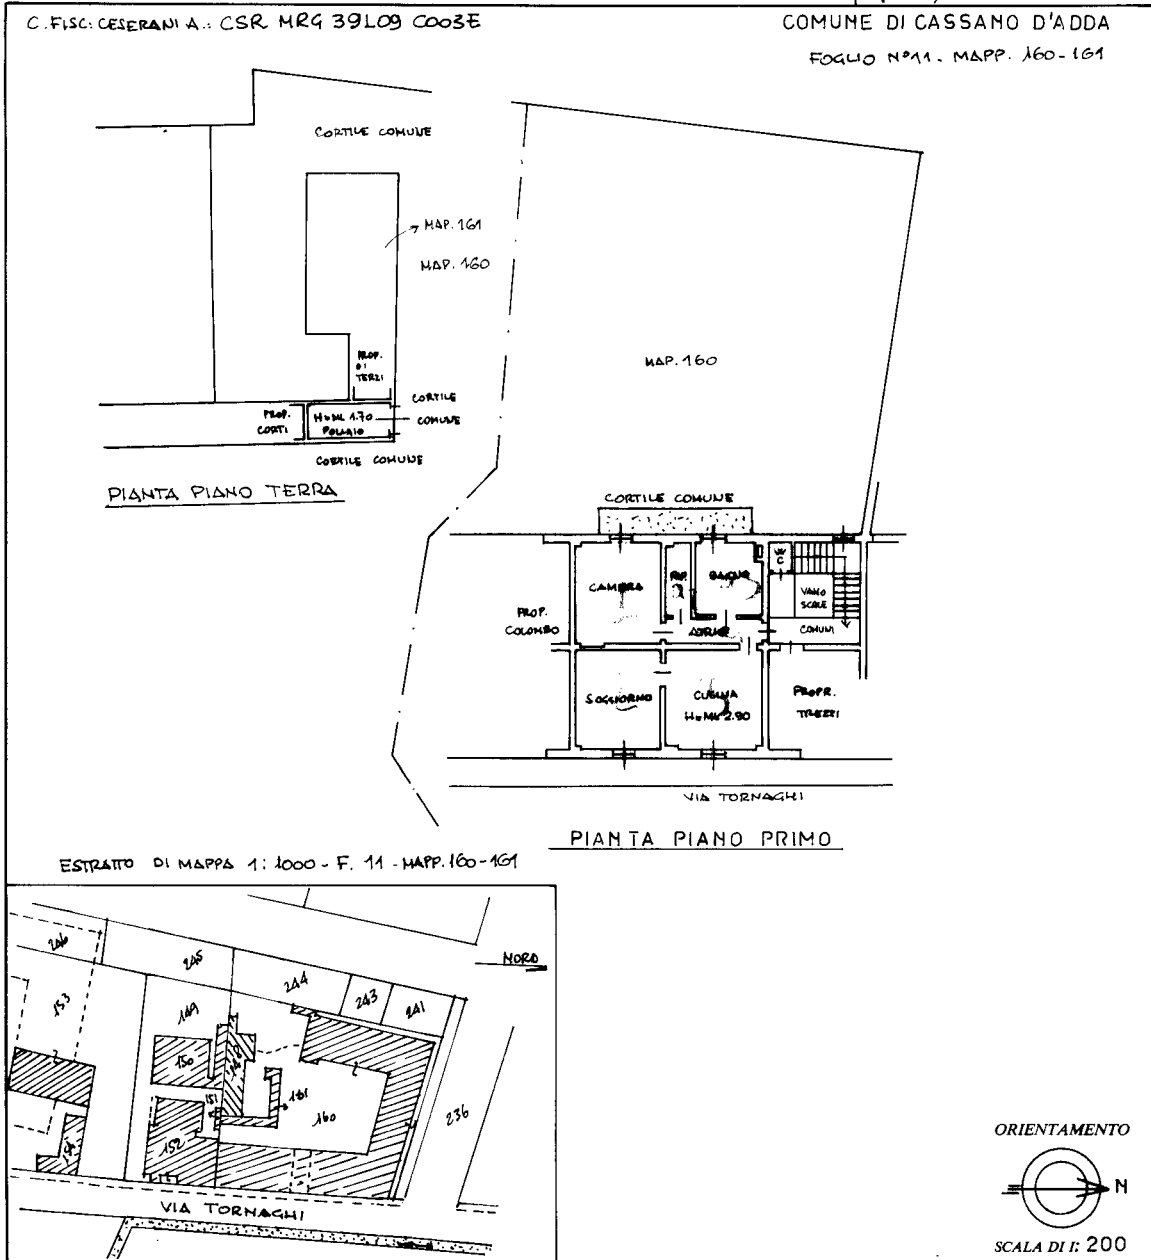 C. FISC: CESERANI A.: CSR MRG 39L09 C003E
COMUNE DI CASSANO D'ADDA
FOGLIO N°11. MAPP. 160-161
CORTILE COMUNE
MAP. 161
MAP. 160
MAP. 160
PROP.
DI
TERZI
CORTILE
COMUNE
PROP.
CORTI
H=ML 1.70
POLLAIO
CORTILE COMUNE
PIANTA PIANO TERRA
CORTILE COMUNE
CAMERA
RIP.
BAGNO
WC
VANO
SCALE
COMUNI
PROP.
COLOMBO
SOGGIORNO
CUCINA
H=ML 2.90
PROPR.
TREZZI
VIA TORNAGHI
PIANTA PIANO PRIMO
ESTRATTO DI MAPPA 1:1000 - F. 11 - MAPP. 160-161
246
245
244
243
241
NORD
153
149
150
151
161
160
152
236
VIA TORNAGHI
ORIENTAMENTO
N
SCALA DI 1: 200